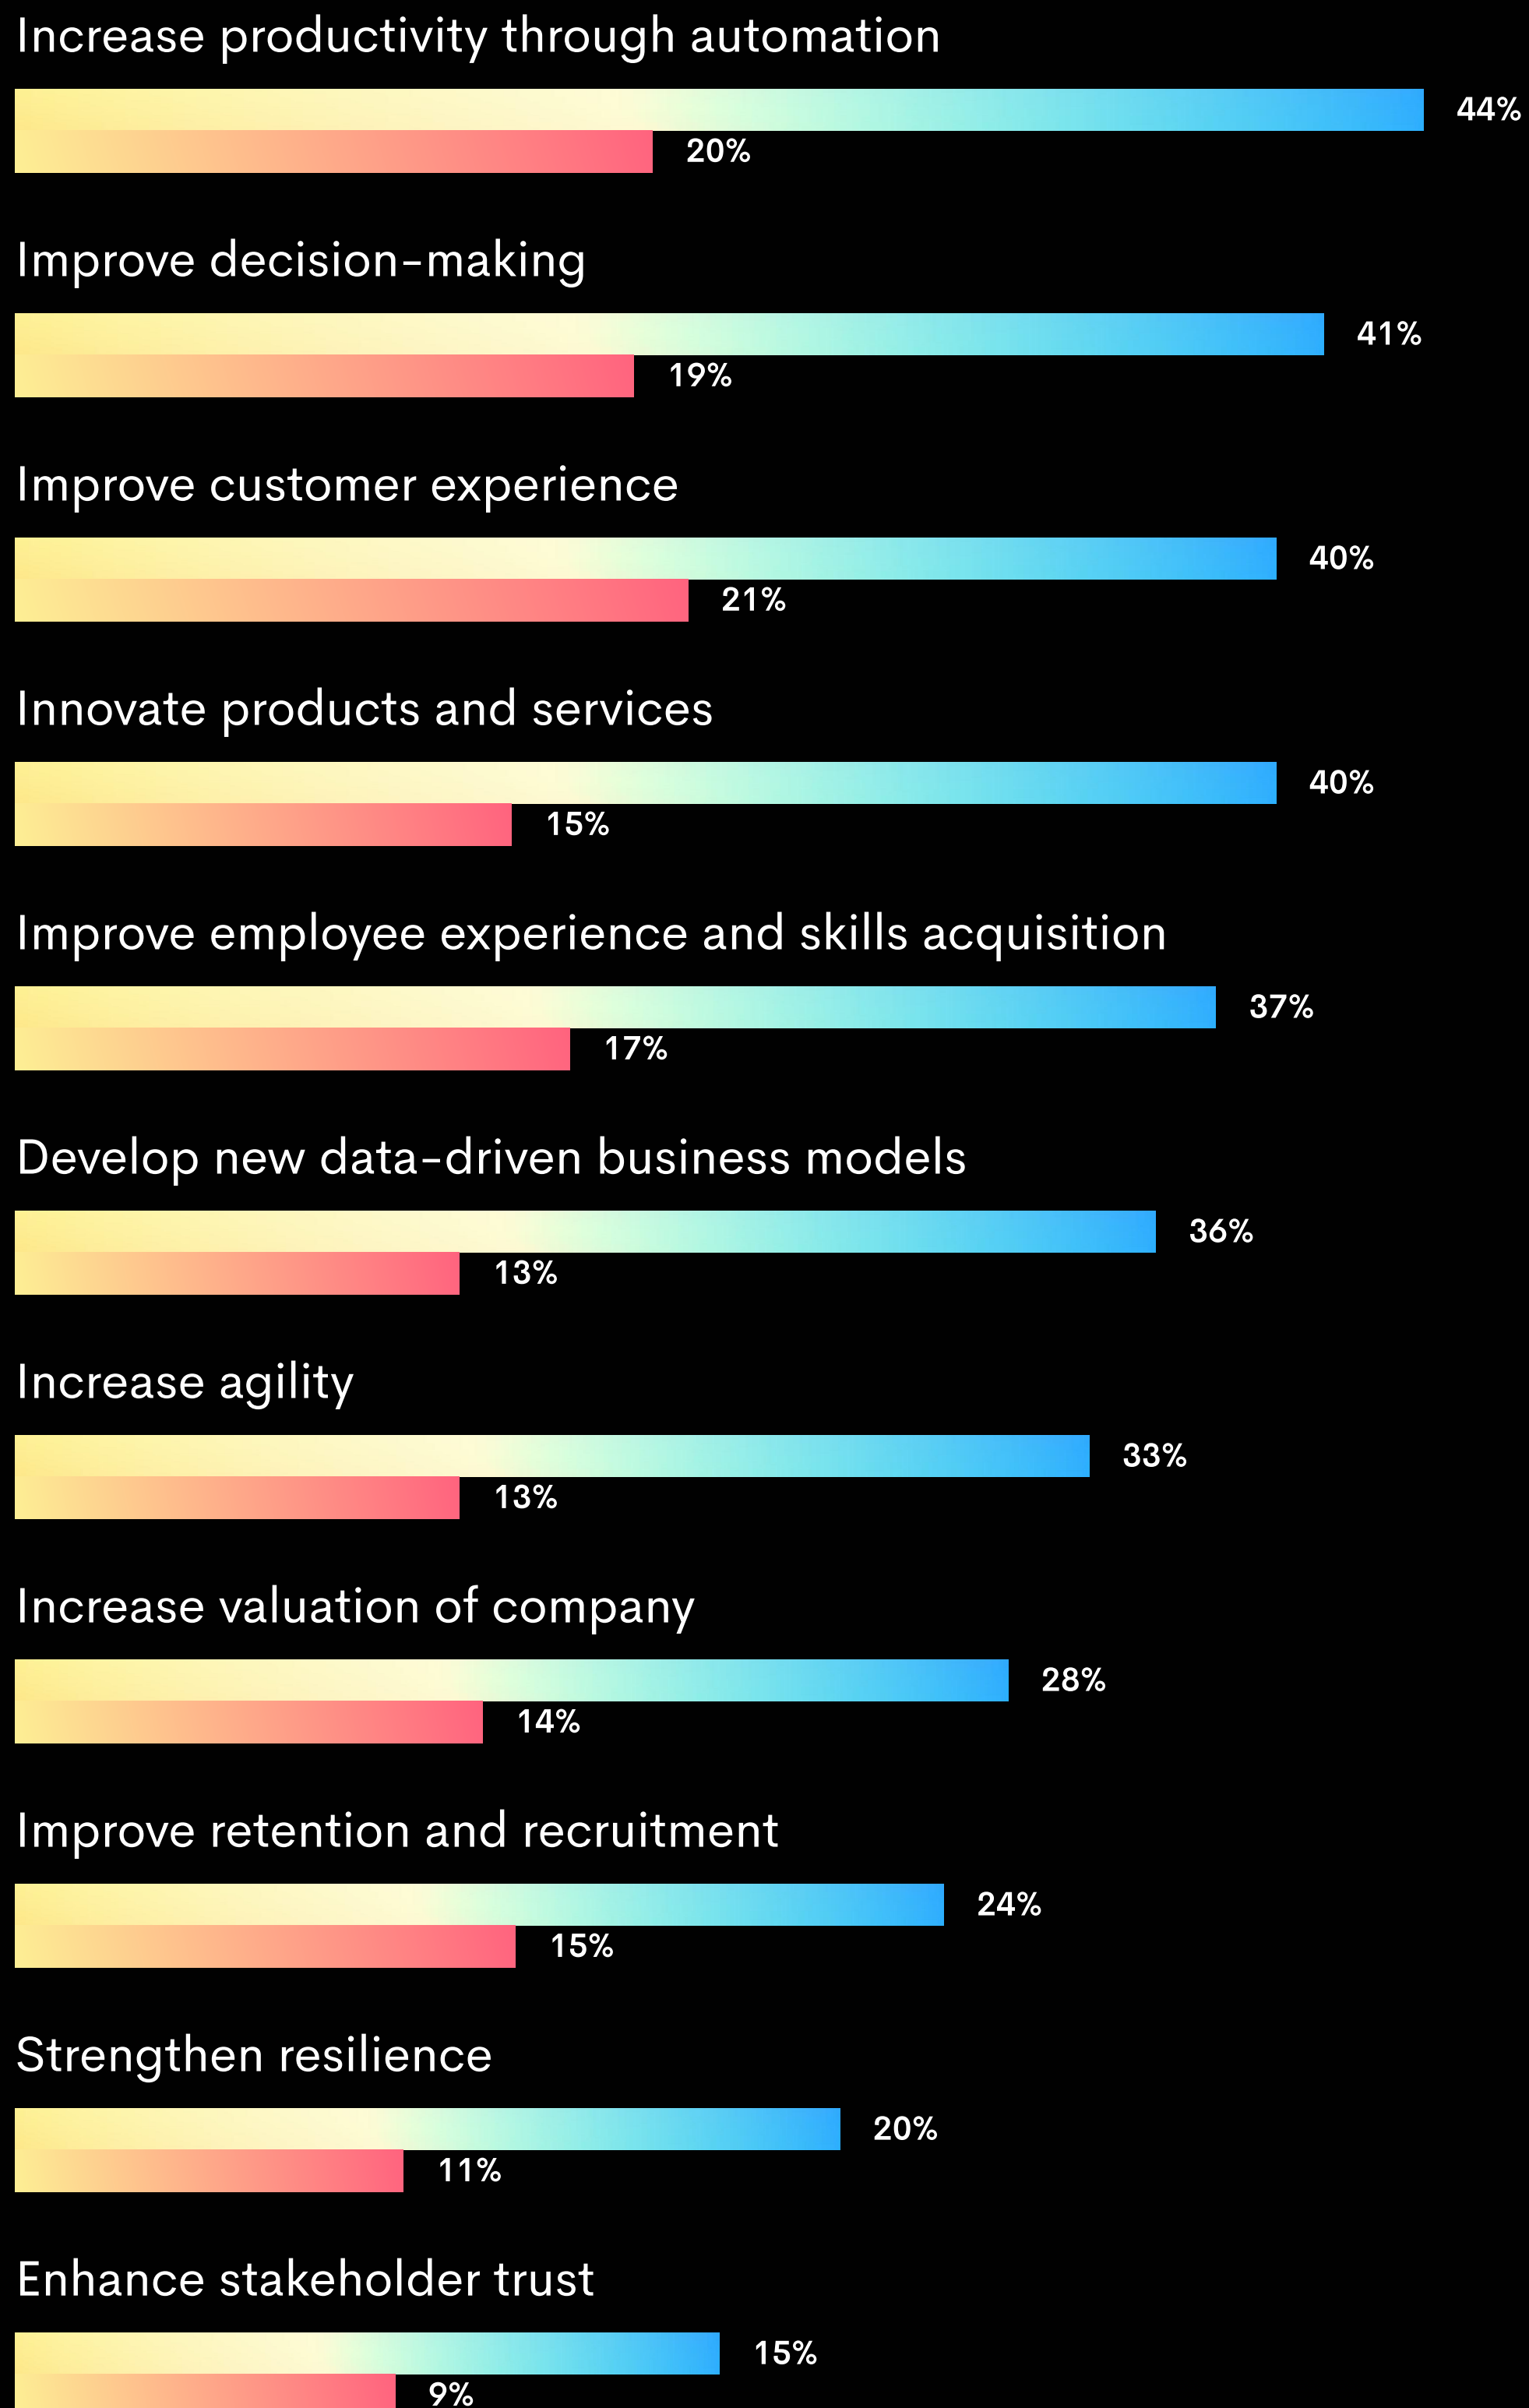 Increase productivity through automation
44%
20%
Improve decision-making
41%
19%
Improve customer experience
40%
21%
Innovate products and services
40%
15%
Improve employee experience and skills acquisition
37%
17%
Develop new data-driven business models
36%
13%
Increase agility
33%
13%
Increase valuation of company
28%
14%
Improve retention and recruitment
24%
15%
Strengthen resilience
20%
11%
Enhance stakeholder trust
15%
9%